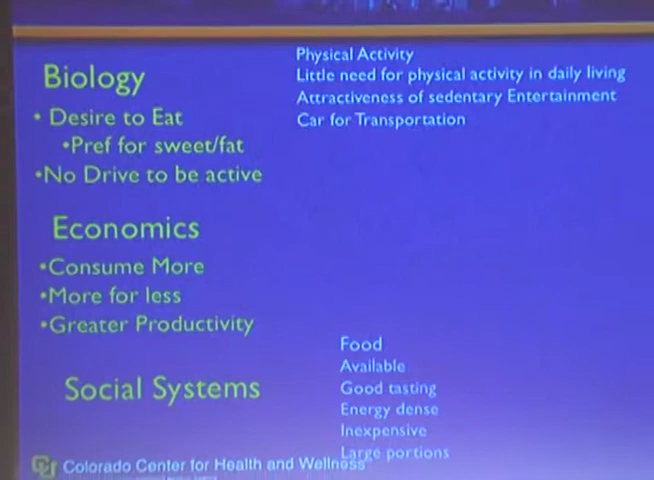 Biology
• Desire to Eat
•Pref for sweet/fat
•No Drive to be active
Economics
•Consume More
•More for less
•Greater Productivity
Social Systems
Physical Activity
Little need for physical activity in daily living
Attractiveness of sedentary Entertainment
Car for Transportation
Food
Available
Good tasting
Energy dense
Inexpensive
Large portions
CU Colorado Center for Health and Wellness